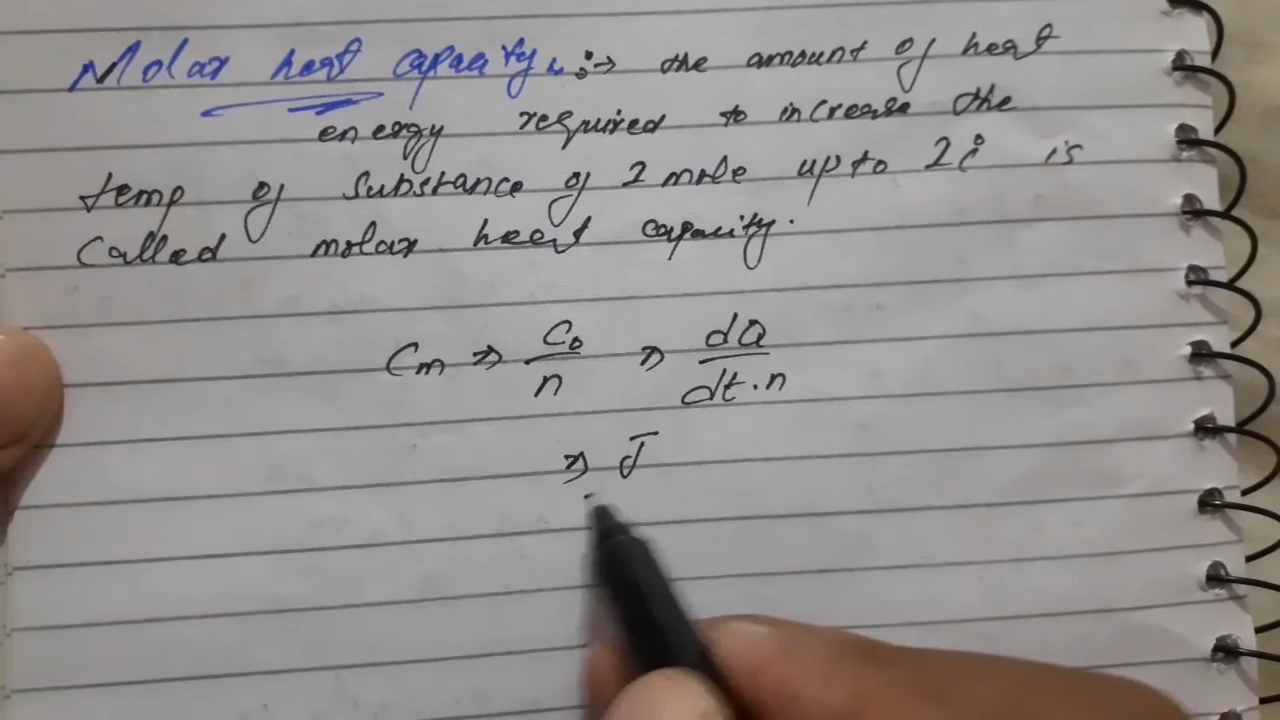 Molar heat capacity :→ the amount of heat
energy required to increase the
temp of substance of 1 mole up to 1°c is
Called molar heat capacity.
Cm ⇒ C₀/n ⇒ dQ/dt·n
⇒ J